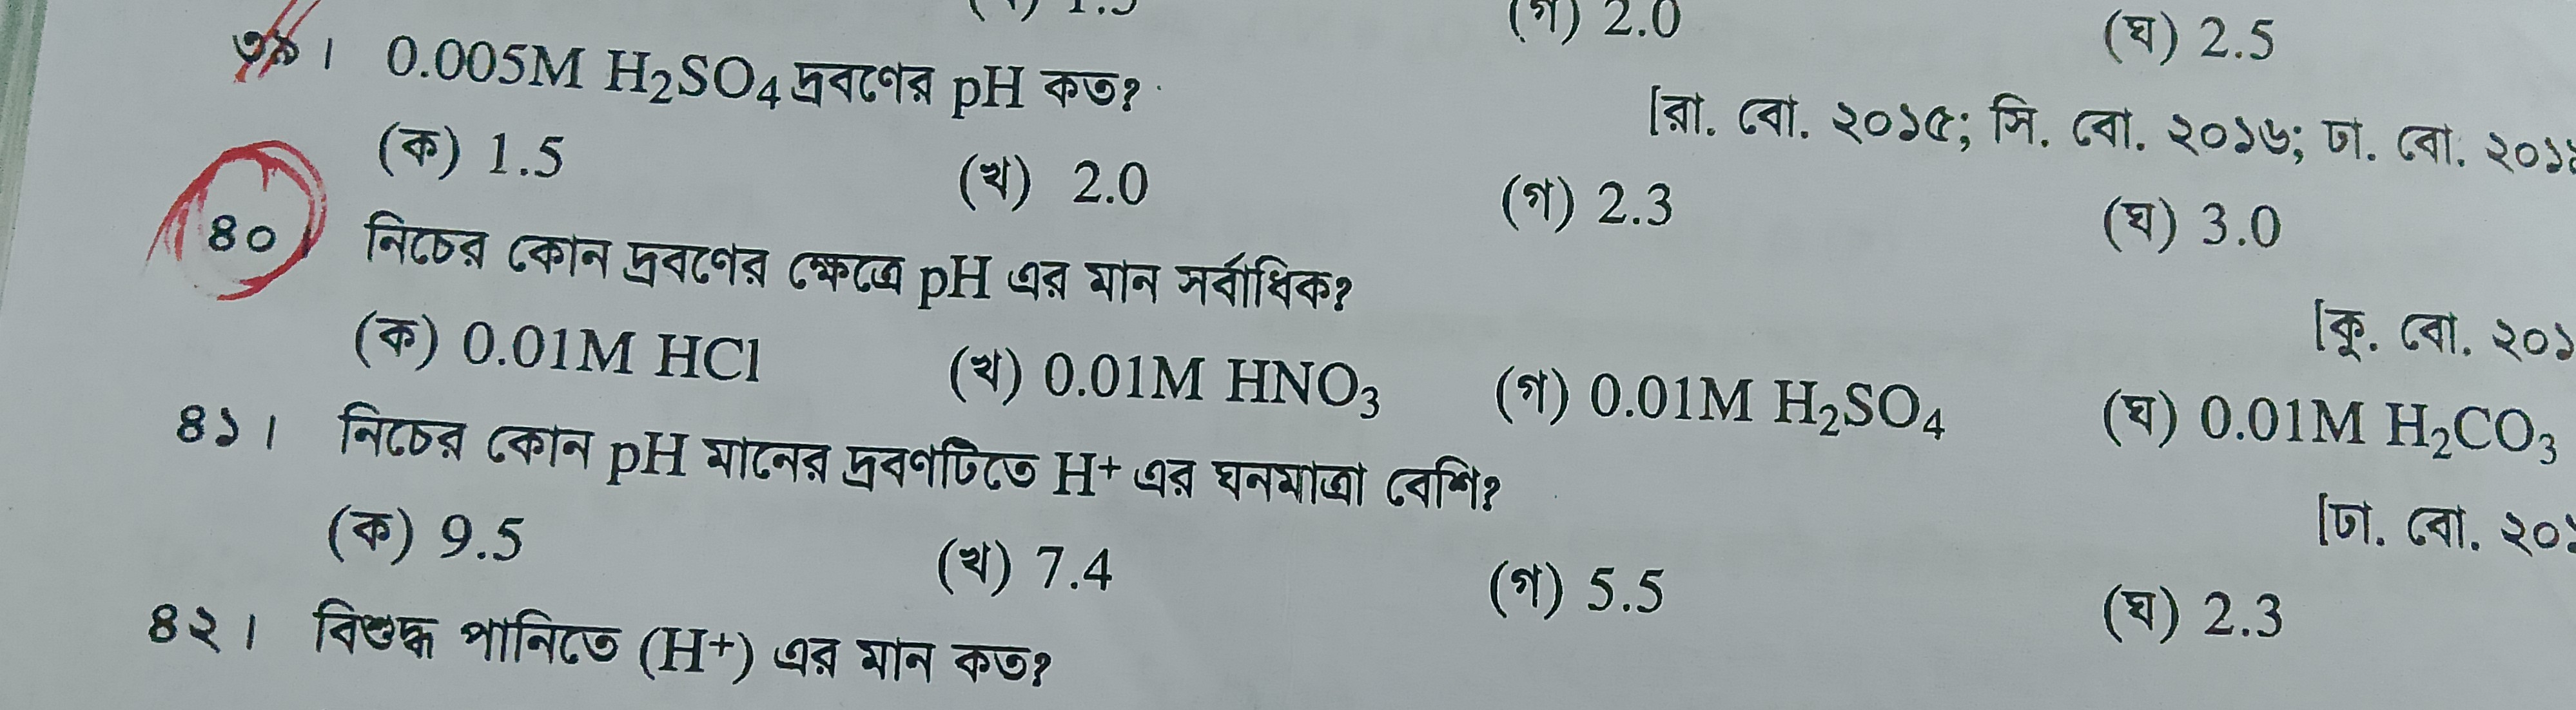 (গ) 2.0 (ঘ) 2.5
৩৯। 0.005M H₂SO₄ দ্রবণের pH কত?
[রা. বো. ২০১৫; সি. বো. ২০১৬; ঢা. বো.
(ক) 1.5 (খ) 2.0 (গ) 2.3 (ঘ) 3.0
৪০। নিচের কোন দ্রবণের ক্ষেত্রে pH এর মান সর্বাধিক?
[কু. বো.
(ক) 0.01M HCl (খ) 0.01M HNO₃ (গ) 0.01M H₂SO₄ (ঘ) 0.01M H₂CO₃
৪১। নিচের কোন pH মানের দ্রবণটিতে H⁺ এর ঘনমাত্রা বেশি?
[ঢা. বো.
(ক) 9.5 (খ) 7.4 (গ) 5.5 (ঘ) 2.3
৪২। বিশুদ্ধ পানিতে (H⁺) এর মান কত?